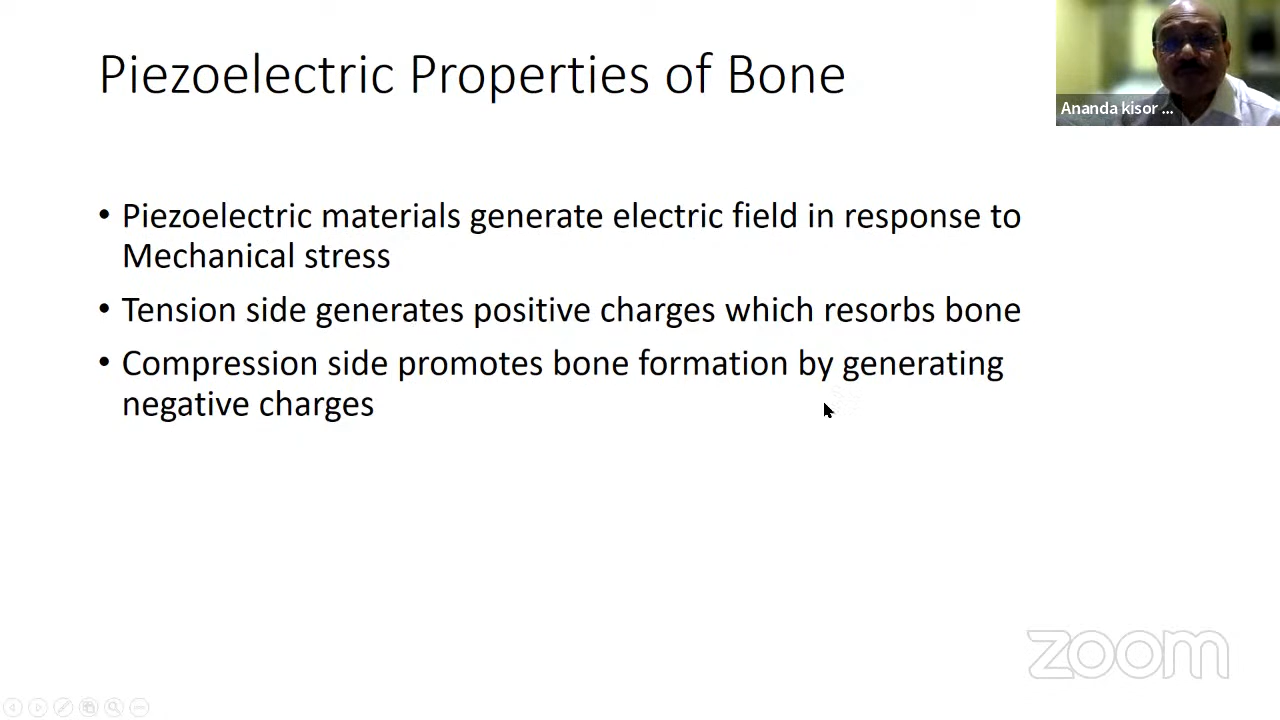 Piezoelectric Properties of Bone
Ananda kisor ...
• Piezoelectric materials generate electric field in response to
Mechanical stress
• Tension side generates positive charges which resorbs bone
• Compression side promotes bone formation by generating
negative charges
zoom